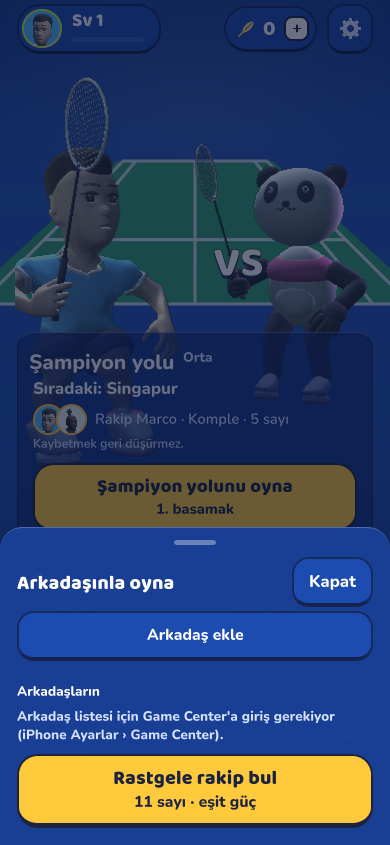 Sv 1
0
+
VS
Şampiyon yolu Orta
Sıradaki: Singapur
Rakip Marco · Komple · 5 sayı
Kaybetmek geri düşürmez.
Şampiyon yolunu oyna
1. basamak
Arkadaşınla oyna
Kapat
Arkadaş ekle
Arkadaşların
Arkadaş listesi için Game Center'a giriş gerekiyor
(iPhone Ayarlar › Game Center).
Rastgele rakip bul
11 sayı · eşit güç